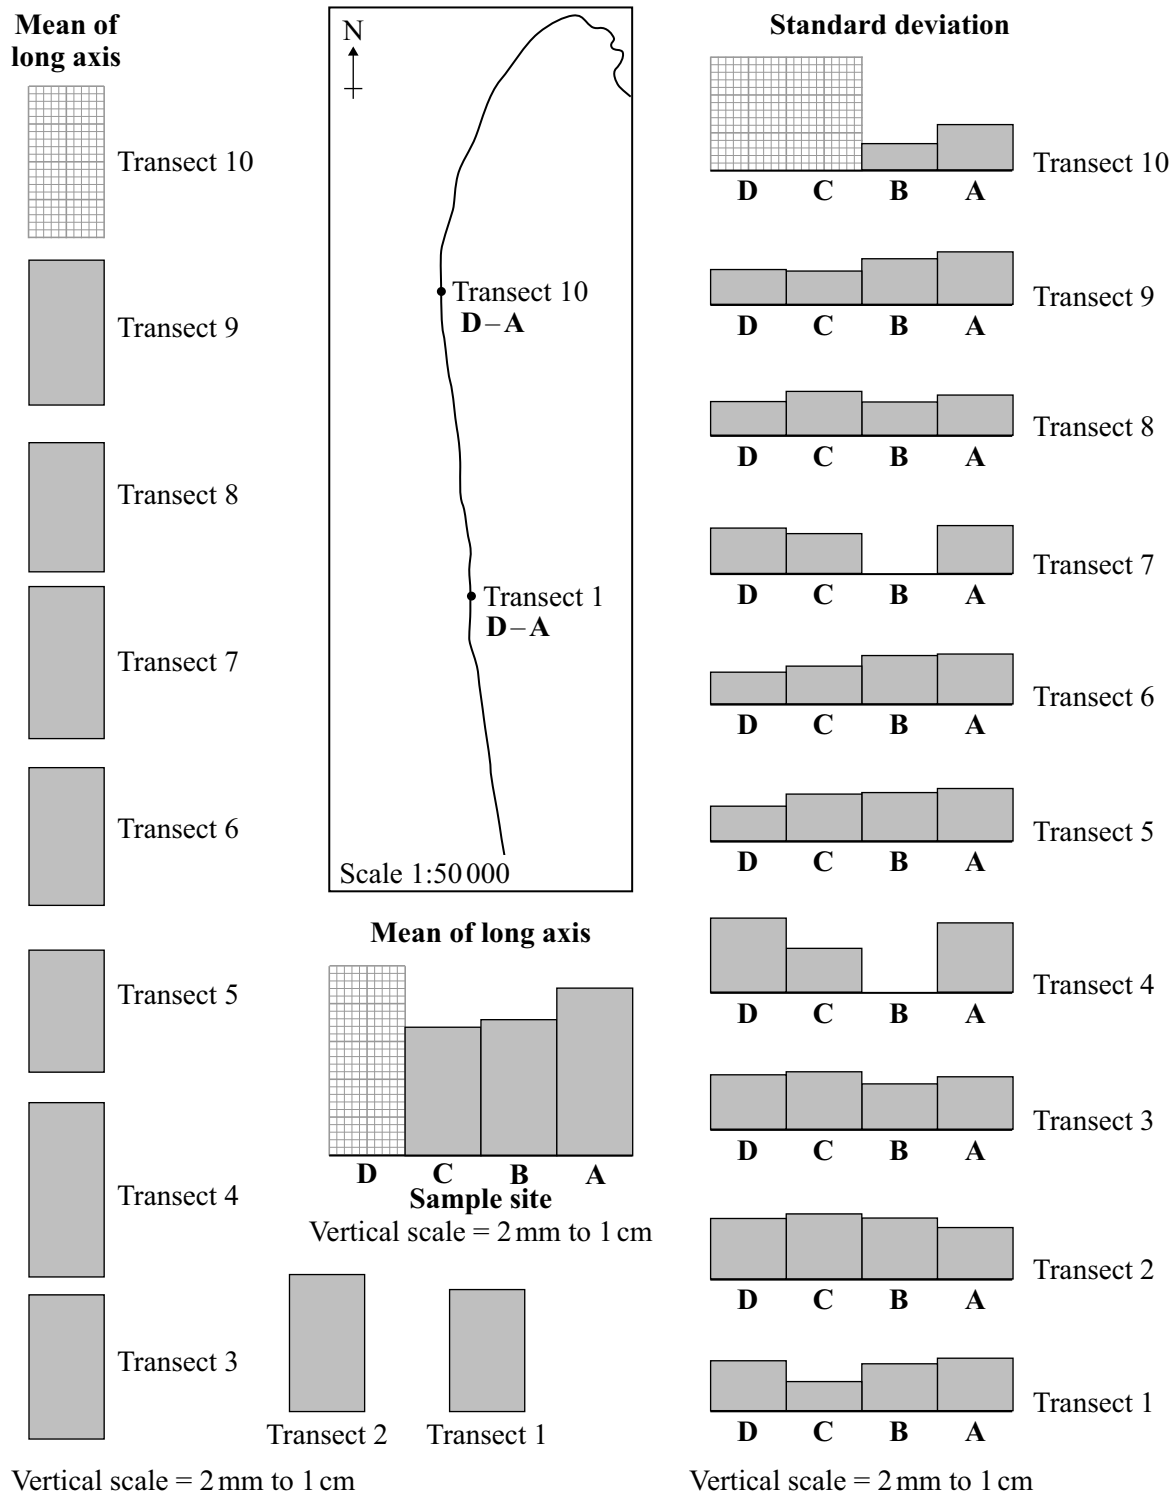 Mean of
long axis
Transect 10
Transect 9
Transect 8
Transect 7
Transect 6
Transect 5
Transect 4
Transect 3
Transect 2
Transect 1
Vertical scale = 2 mm to 1 cm
N
Transect 10
D – A
Transect 1
D – A
Scale 1:50 000
Mean of long axis
D C B A
Sample site
Vertical scale = 2 mm to 1 cm
Standard deviation
Transect 10
D C B A
Transect 9
D C B A
Transect 8
D C B A
Transect 7
D C B A
Transect 6
D C B A
Transect 5
D C B A
Transect 4
D C B A
Transect 3
D C B A
Transect 2
D C B A
Transect 1
D C B A
Vertical scale = 2 mm to 1 cm